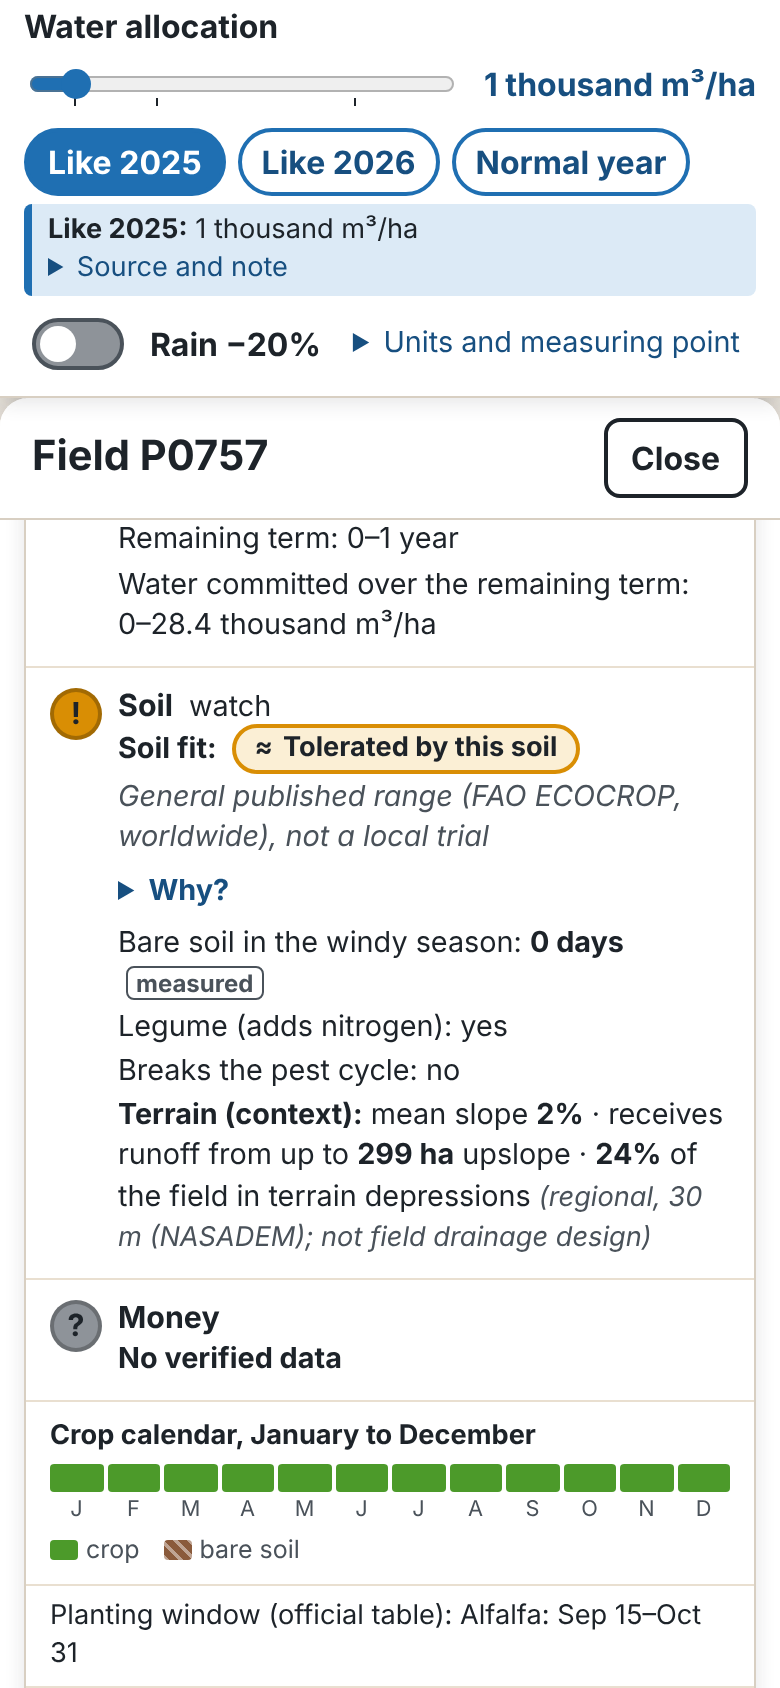 Water allocation
1 thousand m³/ha
Like 2025
Like 2026
Normal year
Like 2025: 1 thousand m³/ha
▶ Source and note
Rain −20%
▶ Units and measuring point
Field P0757
Close
Remaining term: 0–1 year
Water committed over the remaining term:
0–28.4 thousand m³/ha
! Soil watch
Soil fit: ≈ Tolerated by this soil
General published range (FAO ECOCROP,
worldwide), not a local trial
▶ Why?
Bare soil in the windy season: 0 days
measured
Legume (adds nitrogen): yes
Breaks the pest cycle: no
Terrain (context): mean slope 2% · receives
runoff from up to 299 ha upslope · 24% of
the field in terrain depressions (regional, 30
m (NASADEM); not field drainage design)
? Money
No verified data
Crop calendar, January to December
J F M A M J J A S O N D
crop bare soil
Planting window (official table): Alfalfa: Sep 15–Oct
31